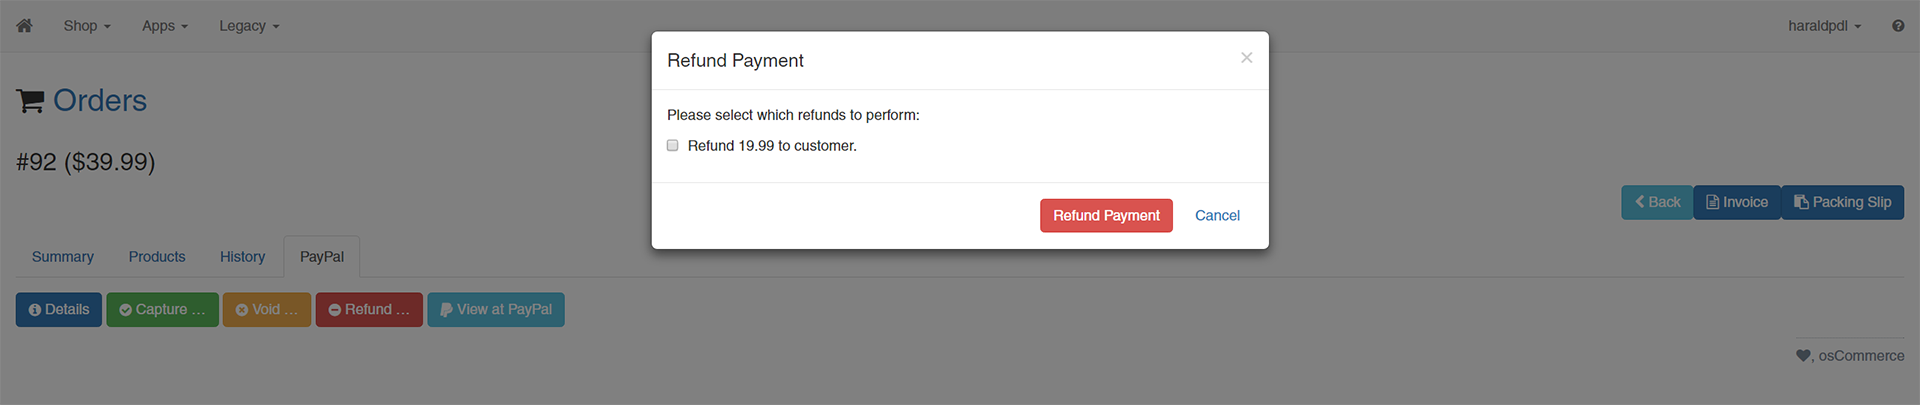 Shop Apps Legacy haraldpdl
Refund Payment ×
Orders
Please select which refunds to perform:
Refund 19.99 to customer.
#92 ($39.99)
Back Invoice Packing Slip
Refund Payment Cancel
Summary Products History PayPal
Details Capture ... Void ... Refund ... View at PayPal
, osCommerce